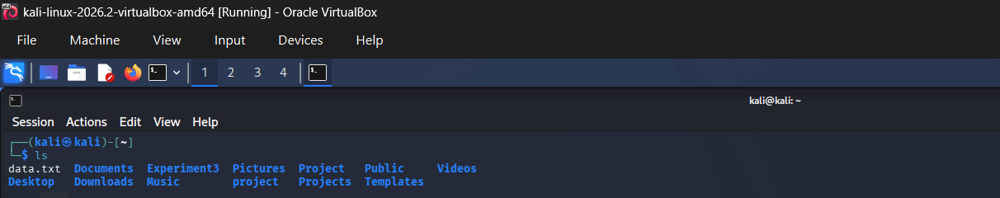 kali-linux-2026.2-virtualbox-amd64 [Running] - Oracle VirtualBox
File Machine View Input Devices Help
1 2 3 4
kali@kali: ~
Session Actions Edit View Help
┌──(kali㉿kali)-[~]
└─$ ls
data.txt Documents Experiment3 Pictures Project Public Videos
Desktop Downloads Music project Projects Templates